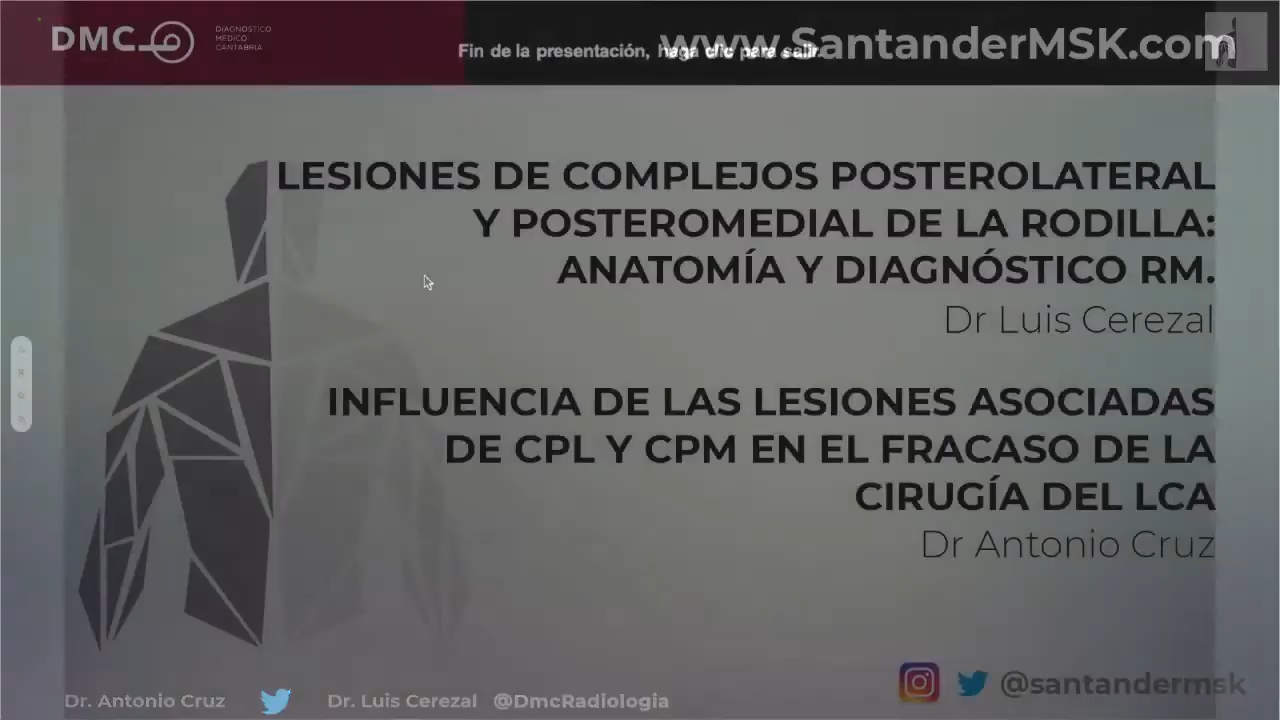 DMC
DIAGNOSTICO
MEDICO
CANTABRIA
Fin de la presentación, haga clic para salir.
www.SantanderMSK.com
LESIONES DE COMPLEJOS POSTEROLATERAL
Y POSTEROMEDIAL DE LA RODILLA:
ANATOMÍA Y DIAGNÓSTICO RM.
Dr Luis Cerezal
INFLUENCIA DE LAS LESIONES ASOCIADAS
DE CPL Y CPM EN EL FRACASO DE LA
CIRUGÍA DEL LCA
Dr Antonio Cruz
@santandermsk
Dr. Antonio Cruz Dr. Luis Cerezal @DmcRadiologia